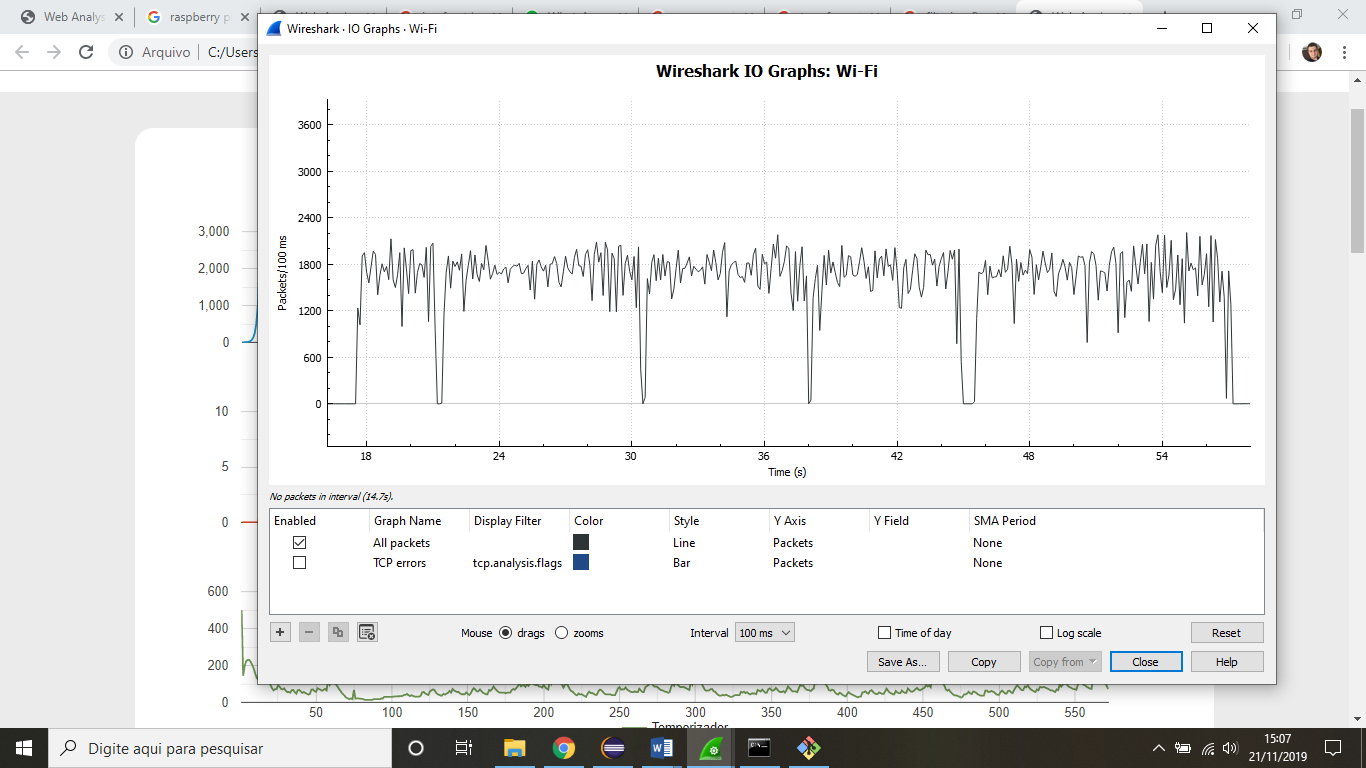 Web Analys
raspberry p
Arquivo
C:/Users
Wireshark · IO Graphs · Wi-Fi
Wireshark IO Graphs: Wi-Fi
Packets/100 ms
3600
3000
2400
1800
1200
600
0
18 24 30 36 42 48 54
Time (s)
No packets in interval (14.7s).
Enabled Graph Name Display Filter Color Style Y Axis Y Field SMA Period
All packets Line Packets None
TCP errors tcp.analysis.flags Bar Packets None
Mouse drags zooms Interval 100 ms Time of day Log scale Reset
Save As... Copy Copy from Close Help
3,000
2,000
1,000
0
10
5
0
600
400
200
0
50 100 150 200 250 300 350 400 450 500 550
Temporizador
Digite aqui para pesquisar
15:07
21/11/2019